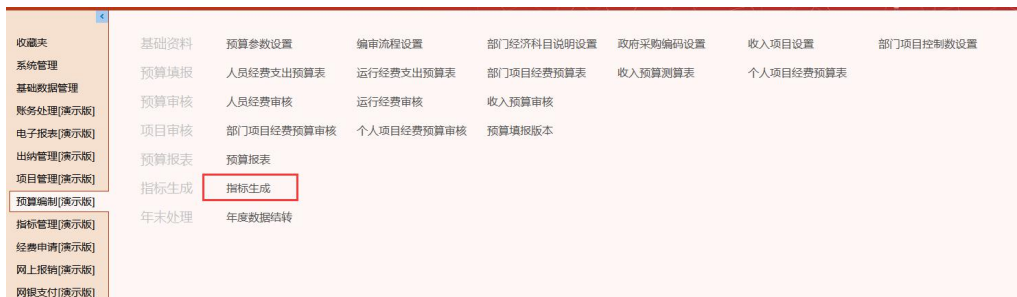 <
收藏夹
系统管理
基础数据管理
账务处理[演示版]
电子报表[演示版]
出纳管理[演示版]
项目管理[演示版]
预算编制[演示版]
指标管理[演示版]
经费申请[演示版]
网上报销[演示版]
网银支付[演示版]
基础资料 预算参数设置 编审流程设置 部门经济科目说明设置 政府采购编码设置 收入项目设置 部门项目控制数设置
预算填报 人员经费支出预算表 运行经费支出预算表 部门项目经费预算表 收入预算测算表 个人项目经费预算表
预算审核 人员经费审核 运行经费审核 收入预算审核
项目审核 部门项目经费预算审核 个人项目经费预算审核 预算填报版本
预算报表 预算报表
指标生成 指标生成
年末处理 年度数据结转